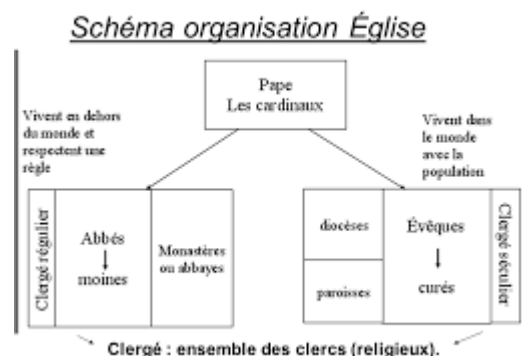 Schéma organisation Église
Pape
Les cardinaux
Vivent en dehors
du monde et
respectent une
règle
Vivent dans
le monde
avec la
population
Clergé régulier
Abbés
moines
Monastères
ou abbayes
diocèses
paroisses
Évêques
curés
Clergé séculier
Clergé : ensemble des clercs (religieux).